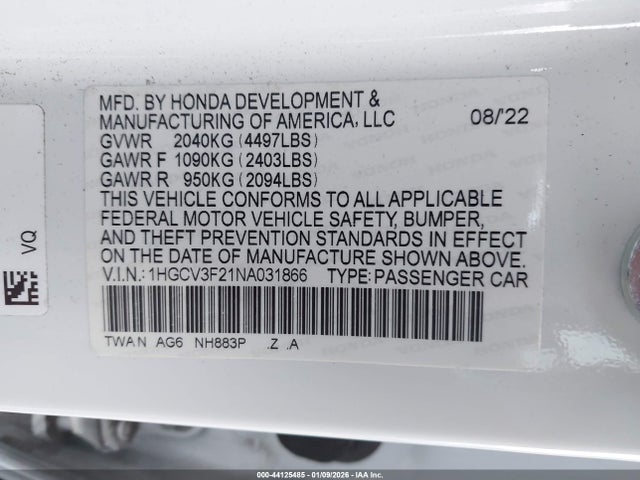 MFD. BY HONDA DEVELOPMENT &
MANUFACTURING OF AMERICA, LLC 08/'22
GVWR 2040KG (4497LBS)
GAWR F 1090KG (2403LBS)
GAWR R 950KG (2094LBS)
THIS VEHICLE CONFORMS TO ALL APPLICABLE
FEDERAL MOTOR VEHICLE SAFETY, BUMPER,
AND THEFT PREVENTION STANDARDS IN EFFECT
ON THE DATE OF MANUFACTURE SHOWN ABOVE.
V.I.N.: 1HGCV3F21NA031866 TYPE: PASSENGER CAR
TWAN AG6 NH883P .Z .A
VQ
000-44125485 - 01/09/2026 - IAA Inc.